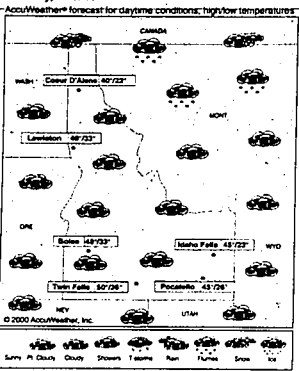 AccuWeather® forecast for daytime conditions, high/low temperatures
CANADA
WASH
Coeur D'Alene 40°/23°
MONT
Lewiston 46°/33°
ORE
Boise 48°/33°
Idaho Falls 45°/23°
WYO
Twin Falls 50°/26°
Pocatello 45°/26°
NEV
UTAH
© 2000 AccuWeather, Inc.
Sunny Pt. Cloudy Cloudy Showers T-storms Rain Flurries Snow Ice